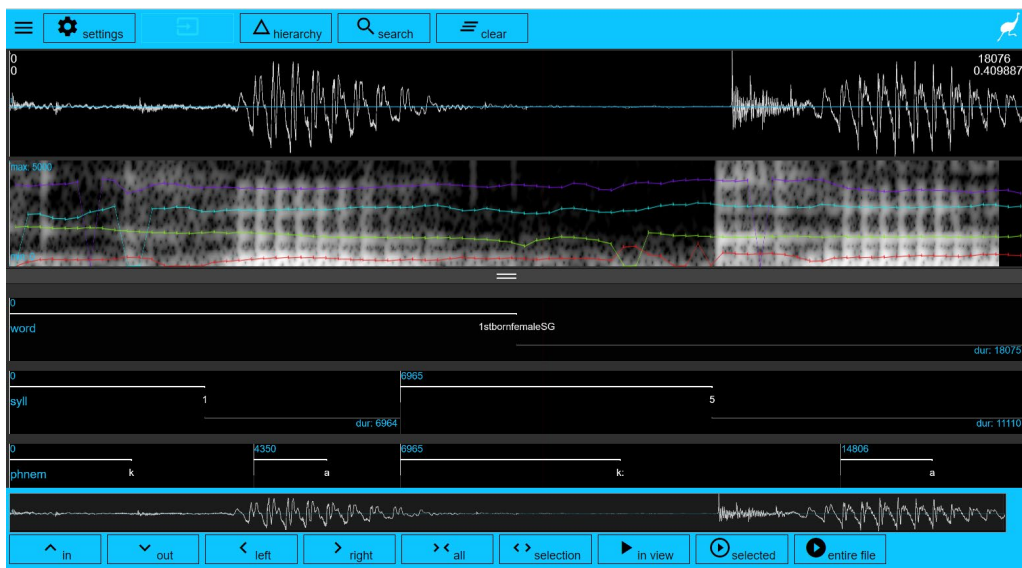 settings hierarchy search clear
0 18076
0 0.409887
max: 5000
0
word 1stbornfemaleSG
dur: 18075
0 6965
syll 1 5
dur: 6964 dur: 11110
0 4350 6965 14806
phnem k a k: a
in out left right all selection in view selected entire file